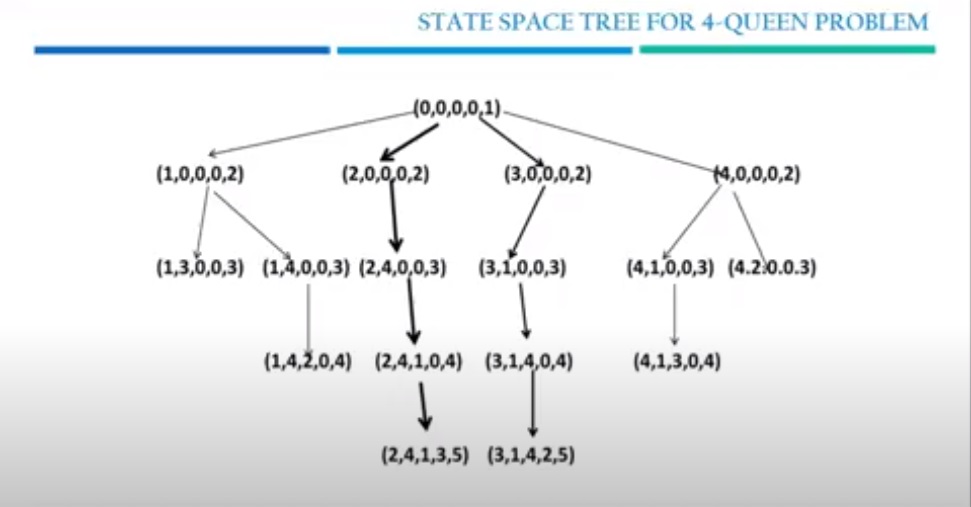 STATE SPACE TREE FOR 4-QUEEN PROBLEM
(0,0,0,0,1)
(1,0,0,0,2) (2,0,0,0,2) (3,0,0,0,2) (4,0,0,0,2)
(1,3,0,0,3) (1,4,0,0,3) (2,4,0,0,3) (3,1,0,0,3) (4,1,0,0,3) (4.2.0.0.3)
(1,4,2,0,4) (2,4,1,0,4) (3,1,4,0,4) (4,1,3,0,4)
(2,4,1,3,5) (3,1,4,2,5)